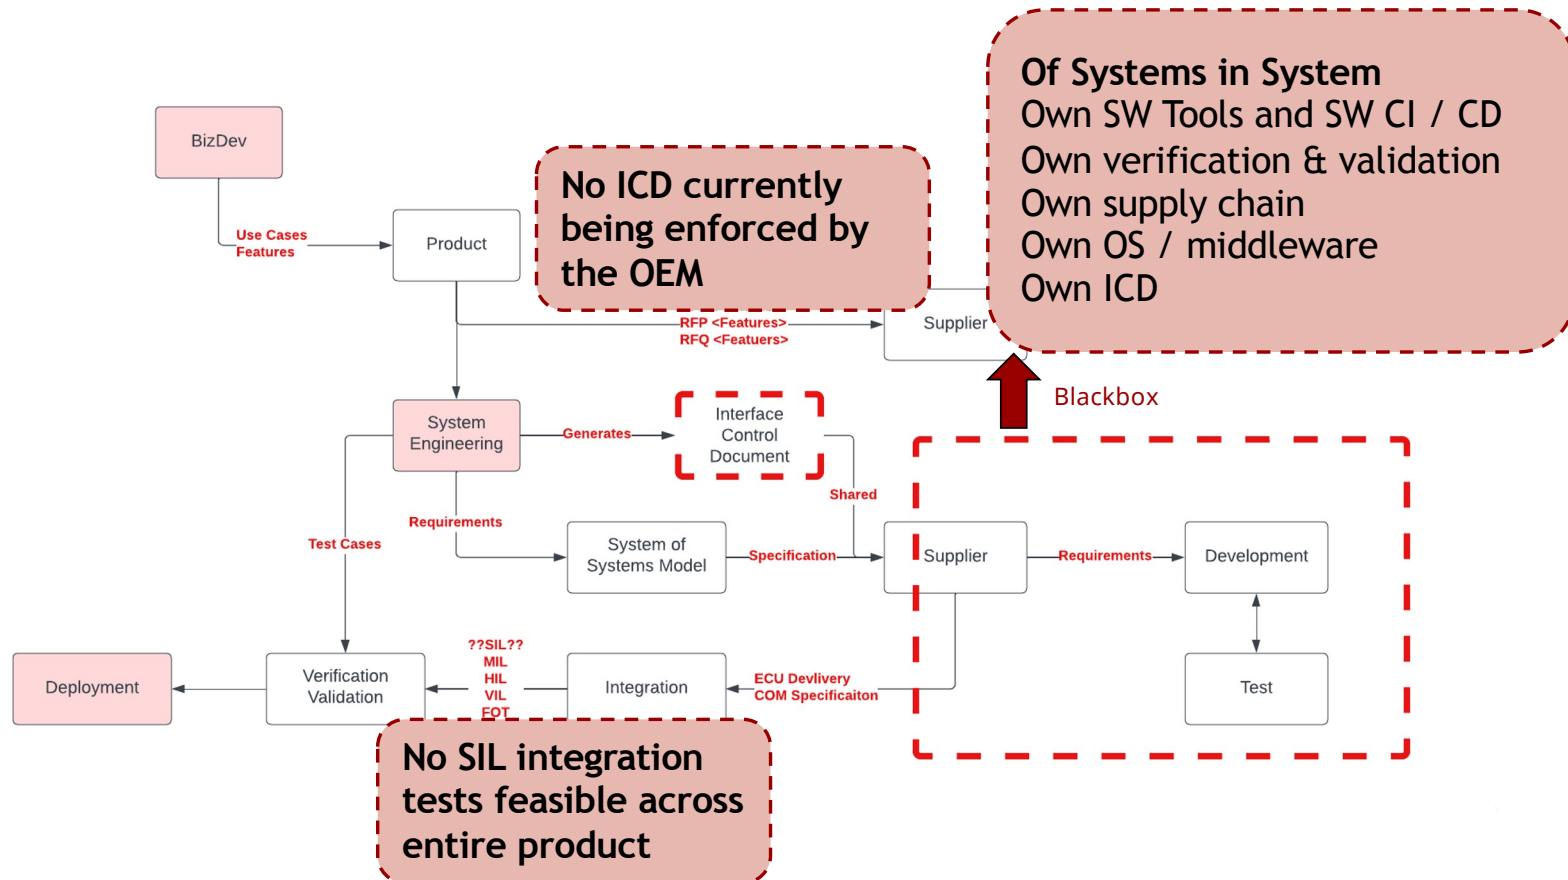 Of Systems in System
Own SW Tools and SW CI / CD
Own verification & validation
Own supply chain
Own OS / middleware
Own ICD
BizDev
No ICD currently
being enforced by
the OEM
Use Cases
Features
Product
RFP <Features>
RFQ <Featuers>
Supplier
Blackbox
System
Engineering
Generates
Interface
Control
Document
Shared
Requirements
Test Cases
System of
Systems Model
Specification
Supplier
Requirements
Development
??SIL??
MIL
HIL
VIL
FOT
Deployment
Verification
Validation
Integration
ECU Devlivery
COM Specificaiton
Test
No SIL integration
tests feasible across
entire product